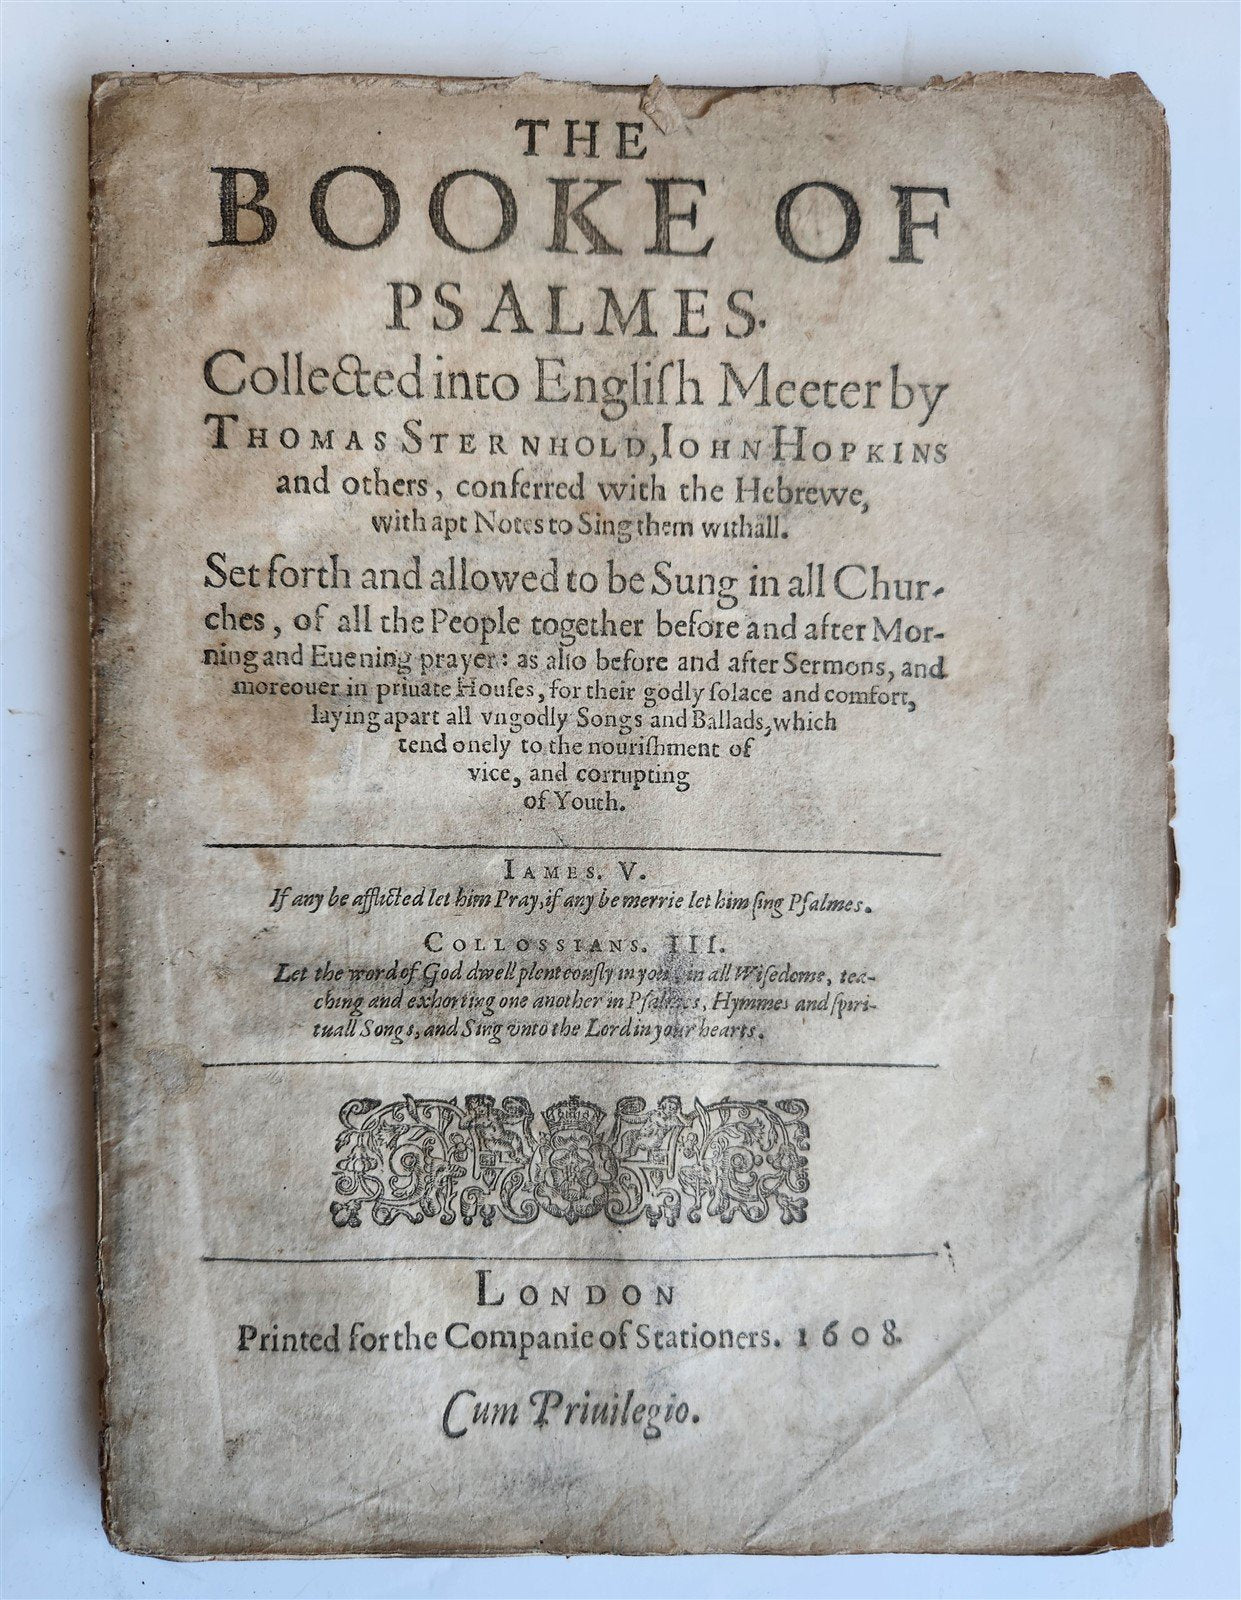 THE
BOOKE OF
PSALMES.
Collected into Engliſh Meeter by
THOMAS STERNHOLD, IOHN HOPKINS
and others, conferred with the Hebrewe,
with apt Notes to Sing them withall.
Set forth and allowed to be Sung in all Chur-
ches, of all the People together before and after Mor-
ning and Euening prayer: as alſo before and after Sermons, and
moreouer in priuate Houſes, for their godly ſolace and comfort,
laying apart all vngodly Songs and Ballads, which
tend onely to the nouriſhment of
vice, and corrupting
of Youth.
IAMES. V.
If any be afflicted let him Pray, if any be merrie let him ſing Pſalmes.
COLLOSSIANS. III.
Let the word of God dwell plenteouſly in you in all Wiſedome, tea-
ching and exhorting one another in Pſalmes, Hymmes and ſpiri-
tuall Songs, and Sing vnto the Lord in your hearts.
LONDON
Printed for the Companie of Stationers. 1608.
Cum Priuilegio.